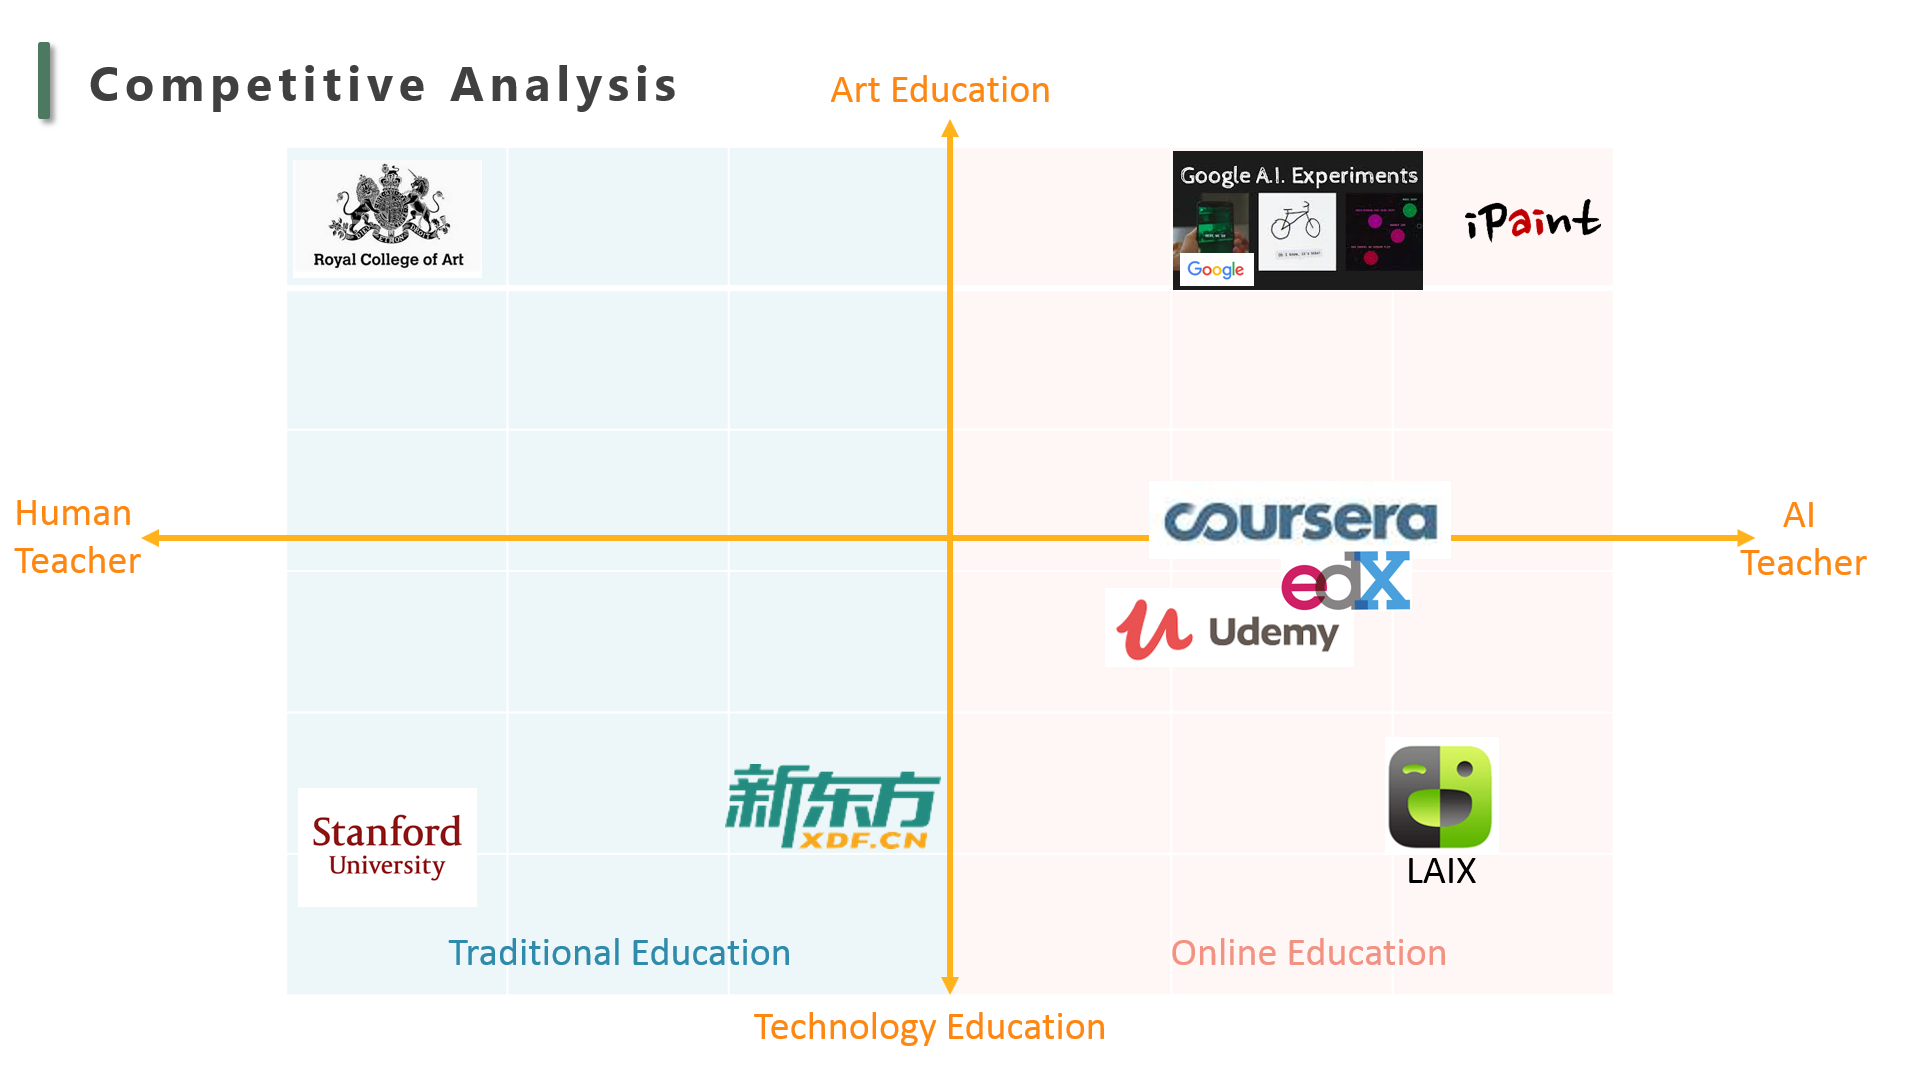 Competitive Analysis
Art Education
Royal College of Art
Google A.I. Experiments
Google
iPaint
Human
Teacher
AI
Teacher
coursera
edX
Udemy
新东方
XDF.CN
Stanford
University
LAIX
Traditional Education
Online Education
Technology Education